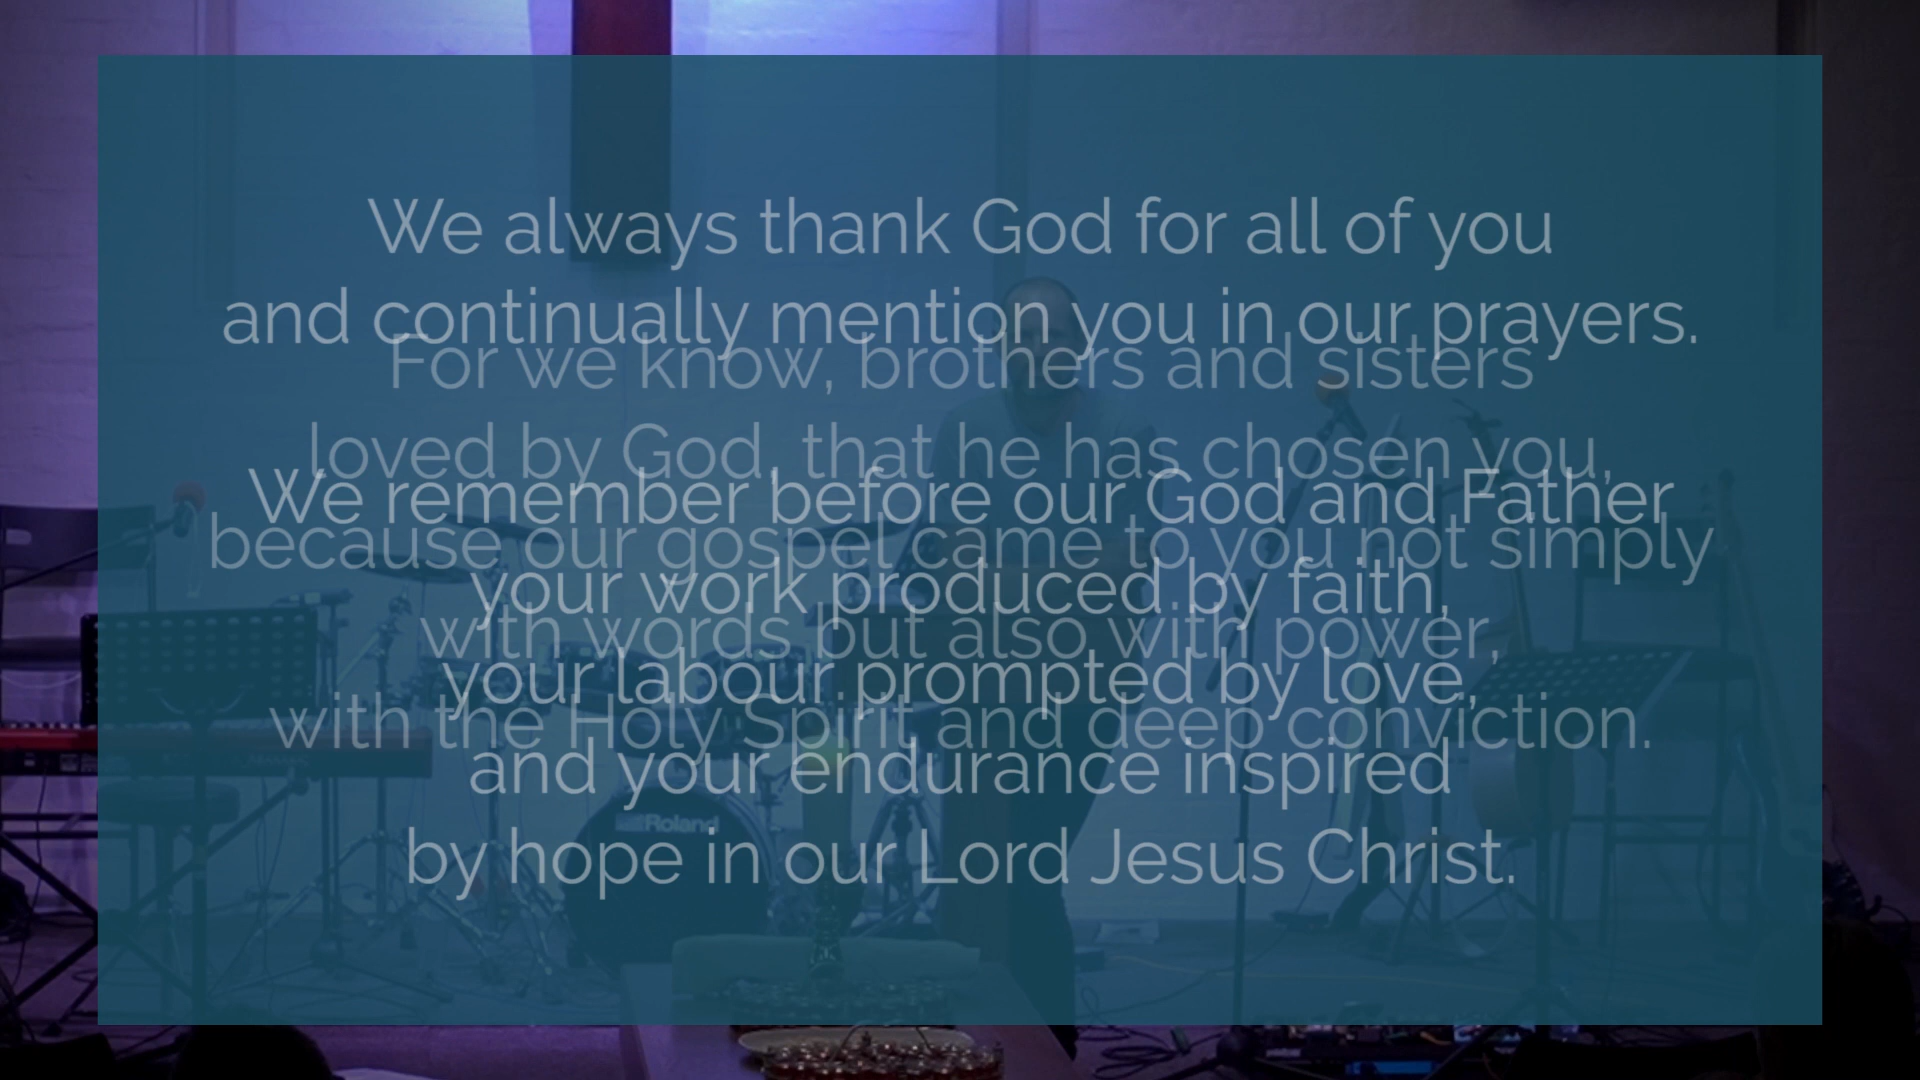 We always thank God for all of you
and continually mention you in our prayers.
We remember before our God and Father
your work produced by faith,
your labour prompted by love,
and your endurance inspired
by hope in our Lord Jesus Christ.
For we know, brothers and sisters
loved by God, that he has chosen you,
because our gospel came to you not simply
with words but also with power,
with the Holy Spirit and deep conviction.
Roland
YAMAHA